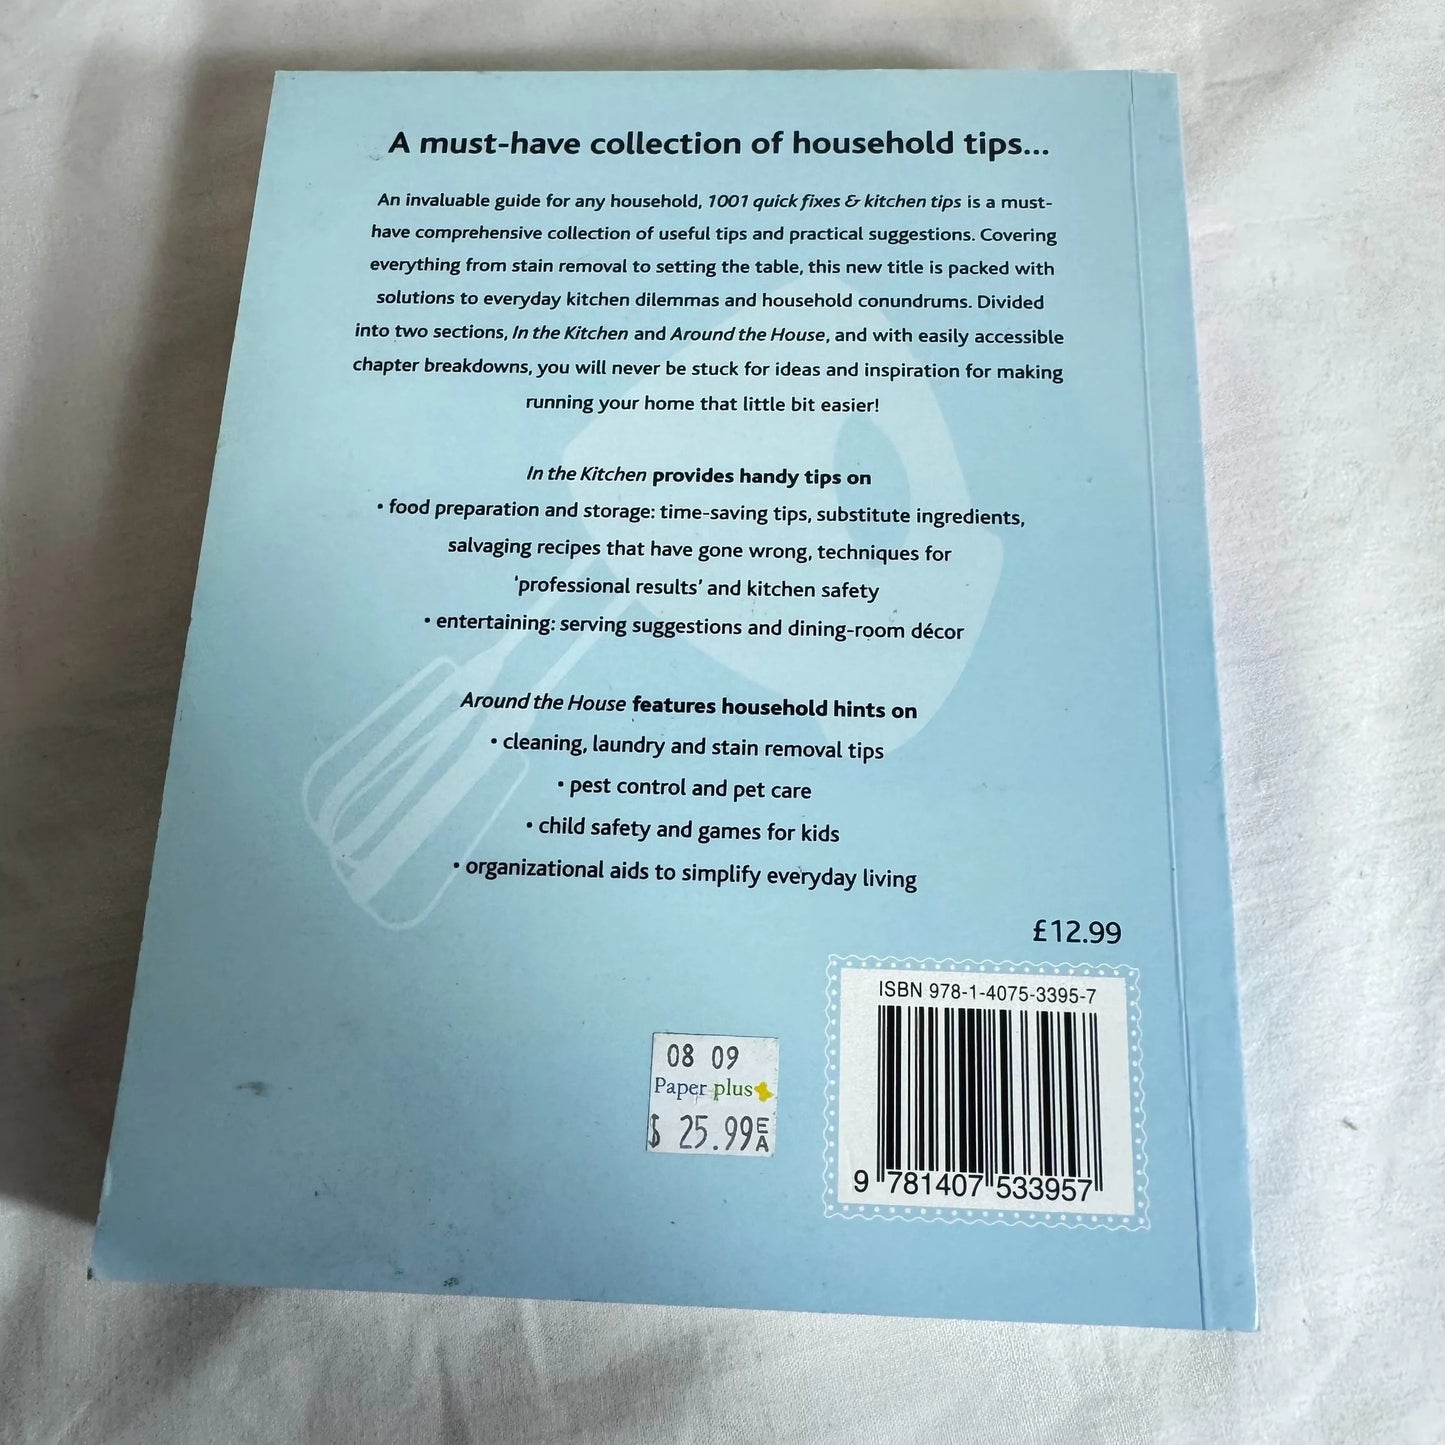 A must-have collection of household tips...
An invaluable guide for any household, 1001 quick fixes & kitchen tips is a must-
have comprehensive collection of useful tips and practical suggestions. Covering
everything from stain removal to setting the table, this new title is packed with
solutions to everyday kitchen dilemmas and household conundrums. Divided
into two sections, In the Kitchen and Around the House, and with easily accessible
chapter breakdowns, you will never be stuck for ideas and inspiration for making
running your home that little bit easier!
In the Kitchen provides handy tips on
• food preparation and storage: time-saving tips, substitute ingredients,
salvaging recipes that have gone wrong, techniques for
‘professional results’ and kitchen safety
• entertaining: serving suggestions and dining-room décor
Around the House features household hints on
• cleaning, laundry and stain removal tips
• pest control and pet care
• child safety and games for kids
• organizational aids to simplify everyday living
£12.99
ISBN 978-1-4075-3395-7
9 781407 533957
08 09
Paper plus
$ 25.99 EA